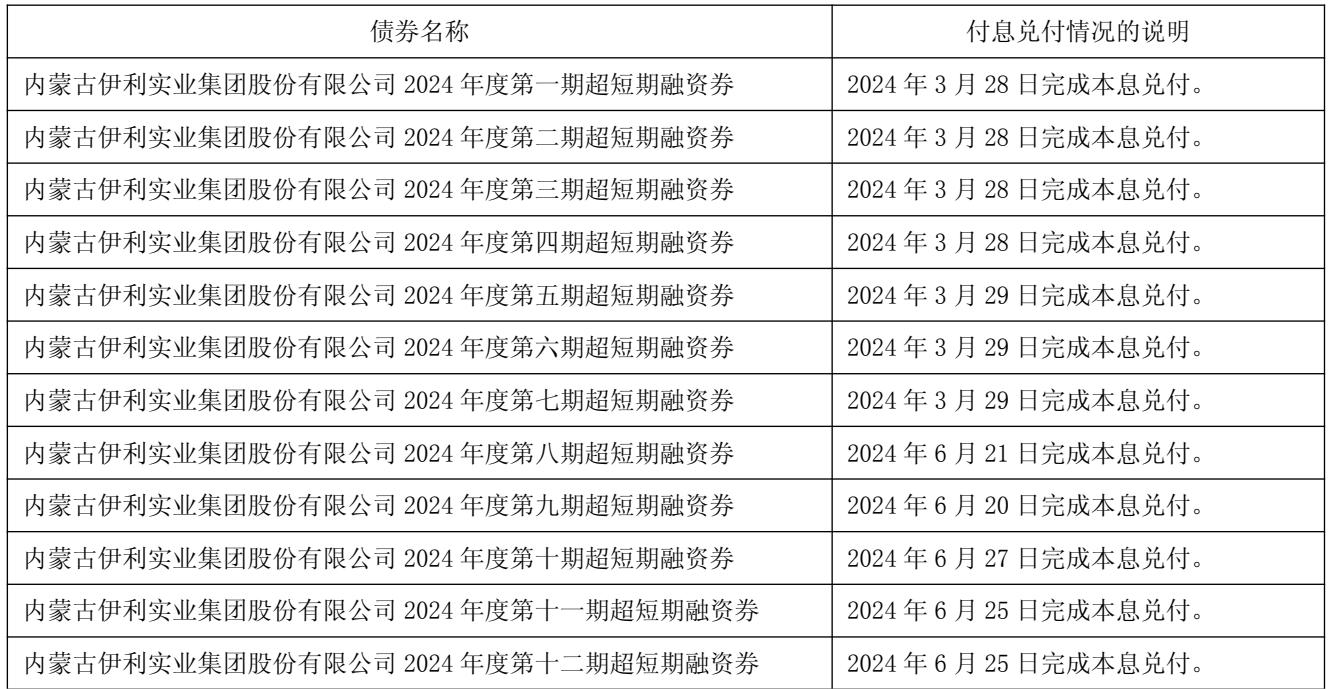 债券名称 付息兑付情况的说明
内蒙古伊利实业集团股份有限公司 2024 年度第一期超短期融资券 2024 年 3 月 28 日完成本息兑付。
内蒙古伊利实业集团股份有限公司 2024 年度第二期超短期融资券 2024 年 3 月 28 日完成本息兑付。
内蒙古伊利实业集团股份有限公司 2024 年度第三期超短期融资券 2024 年 3 月 28 日完成本息兑付。
内蒙古伊利实业集团股份有限公司 2024 年度第四期超短期融资券 2024 年 3 月 28 日完成本息兑付。
内蒙古伊利实业集团股份有限公司 2024 年度第五期超短期融资券 2024 年 3 月 29 日完成本息兑付。
内蒙古伊利实业集团股份有限公司 2024 年度第六期超短期融资券 2024 年 3 月 29 日完成本息兑付。
内蒙古伊利实业集团股份有限公司 2024 年度第七期超短期融资券 2024 年 3 月 29 日完成本息兑付。
内蒙古伊利实业集团股份有限公司 2024 年度第八期超短期融资券 2024 年 6 月 21 日完成本息兑付。
内蒙古伊利实业集团股份有限公司 2024 年度第九期超短期融资券 2024 年 6 月 20 日完成本息兑付。
内蒙古伊利实业集团股份有限公司 2024 年度第十期超短期融资券 2024 年 6 月 27 日完成本息兑付。
内蒙古伊利实业集团股份有限公司 2024 年度第十一期超短期融资券 2024 年 6 月 25 日完成本息兑付。
内蒙古伊利实业集团股份有限公司 2024 年度第十二期超短期融资券 2024 年 6 月 25 日完成本息兑付。